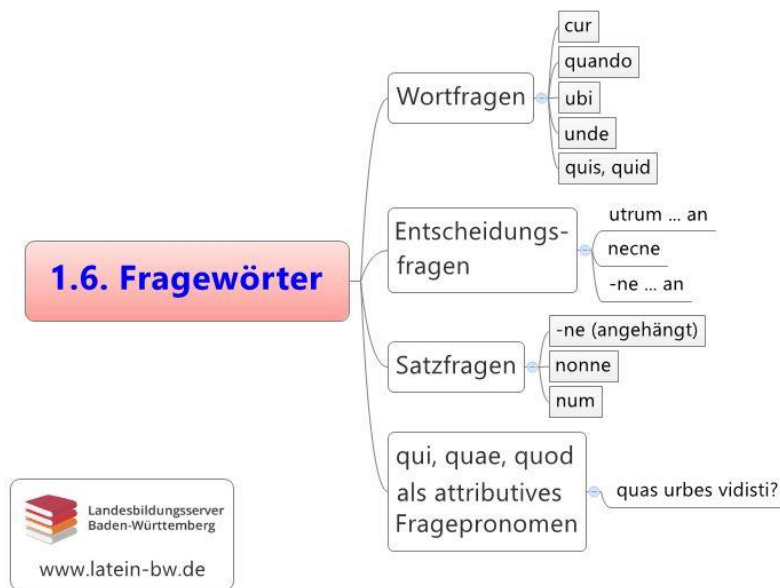 1.6. Fragewörter
Wortfragen
cur
quando
ubi
unde
quis, quid
Entscheidungs-
fragen
utrum ... an
necne
-ne ... an
Satzfragen
-ne (angehängt)
nonne
num
qui, quae, quod
als attributives
Fragepronomen
quas urbes vidisti?
Landesbildungsserver
Baden-Württemberg
www.latein-bw.de